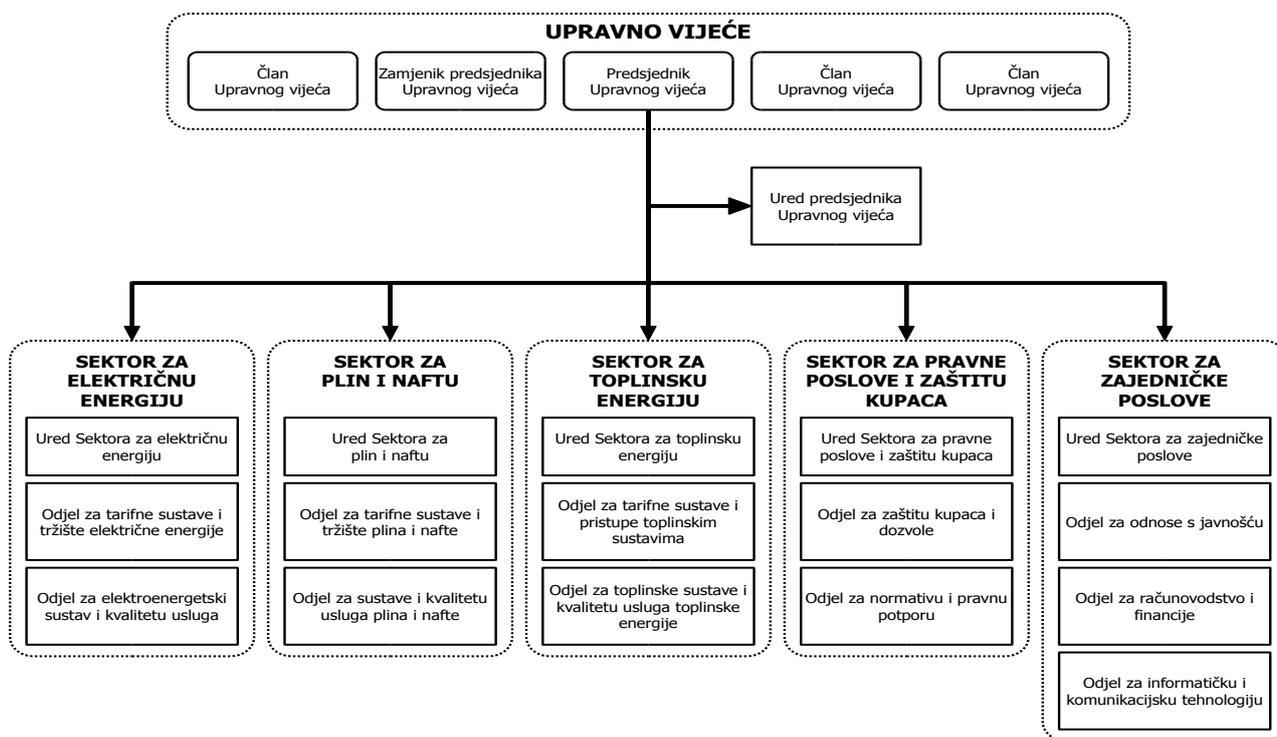 UPRAVNO VIJEĆE
Član
Upravnog vijeća
Zamjenik predsjednika
Upravnog vijeća
Predsjednik
Upravnog vijeća
Član
Upravnog vijeća
Član
Upravnog vijeća
Ured predsjednika
Upravnog vijeća
SEKTOR ZA
ELEKTRIČNU
ENERGIJU
Ured Sektora za električnu
energiju
Odjel za tarifne sustave i
tržište električne energije
Odjel za elektroenergetski
sustav i kvalitetu usluga
SEKTOR ZA
PLIN I NAFTU
Ured Sektora za
plin i naftu
Odjel za tarifne sustave i
tržište plina i nafte
Odjel za sustave i kvalitetu
usluga plina i nafte
SEKTOR ZA
TOPLINSKU
ENERGIJU
Ured Sektora za toplinsku
energiju
Odjel za tarifne sustave i
pristupe toplinskim
sustavima
Odjel za toplinske sustave i
kvalitetu usluga toplinske
energije
SEKTOR ZA PRAVNE
POSLOVE I ZAŠTITU
KUPACA
Ured Sektora za pravne
poslove i zaštitu kupaca
Odjel za zaštitu kupaca i
dozvole
Odjel za normativu i pravnu
potporu
SEKTOR ZA
ZAJEDNIČKE
POSLOVE
Ured Sektora za zajedničke
poslove
Odjel za odnose s javnošću
Odjel za računovodstvo i
financije
Odjel za informatičku i
komunikacijsku tehnologiju